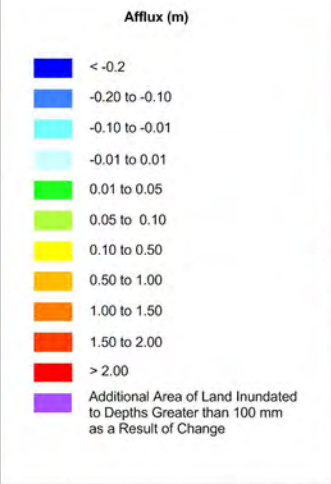 Afflux (m)
< -0.2
-0.20 to -0.10
-0.10 to -0.01
-0.01 to 0.01
0.01 to 0.05
0.05 to 0.10
0.10 to 0.50
0.50 to 1.00
1.00 to 1.50
1.50 to 2.00
> 2.00
Additional Area of Land Inundated
to Depths Greater than 100 mm
as a Result of Change